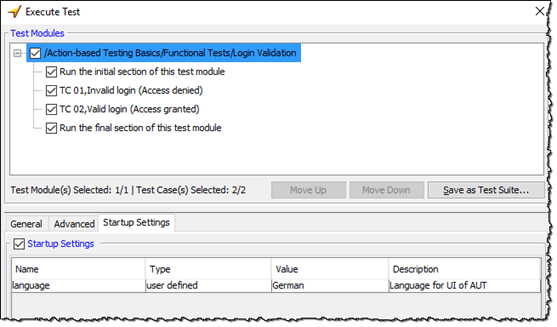 Execute Test
Test Modules
/Action-based Testing Basics/Functional Tests/Login Validation
Run the initial section of this test module
TC 01,Invalid login (Access denied)
TC 02,Valid login (Access granted)
Run the final section of this test module
Test Module(s) Selected: 1/1 | Test Case(s) Selected: 2/2 Move Up Move Down Save as Test Suite...
General Advanced Startup Settings
Startup Settings
Name Type Value Description
language user defined German Language for UI of AUT